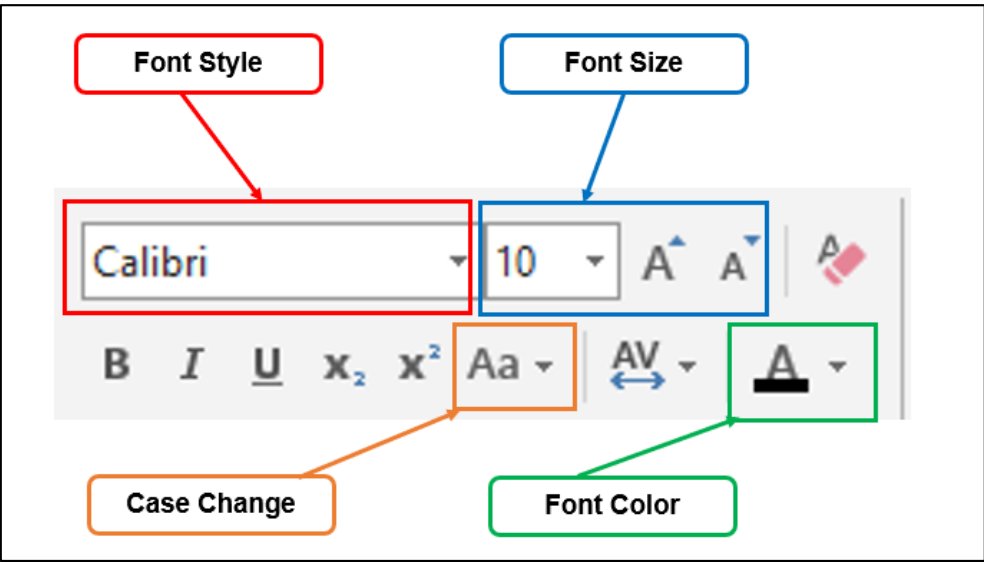 Font Style
Font Size
Calibri
10
A
A
A
B I U x₂ x² Aa AV A
Case Change
Font Color